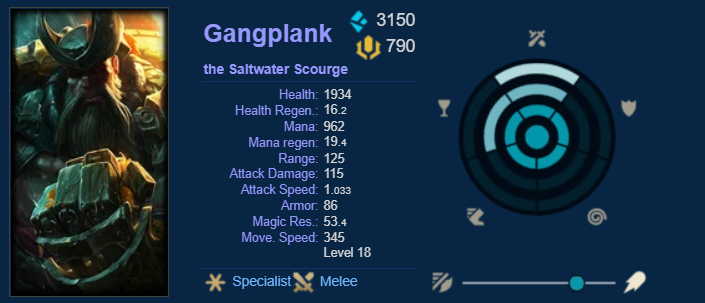 Gangplank
3150
790
the Saltwater Scourge
Health: 1934
Health Regen.: 16.2
Mana: 962
Mana regen: 19.4
Range: 125
Attack Damage: 115
Attack Speed: 1.033
Armor: 86
Magic Res.: 53.4
Move. Speed: 345
Level 18
Specialist Melee